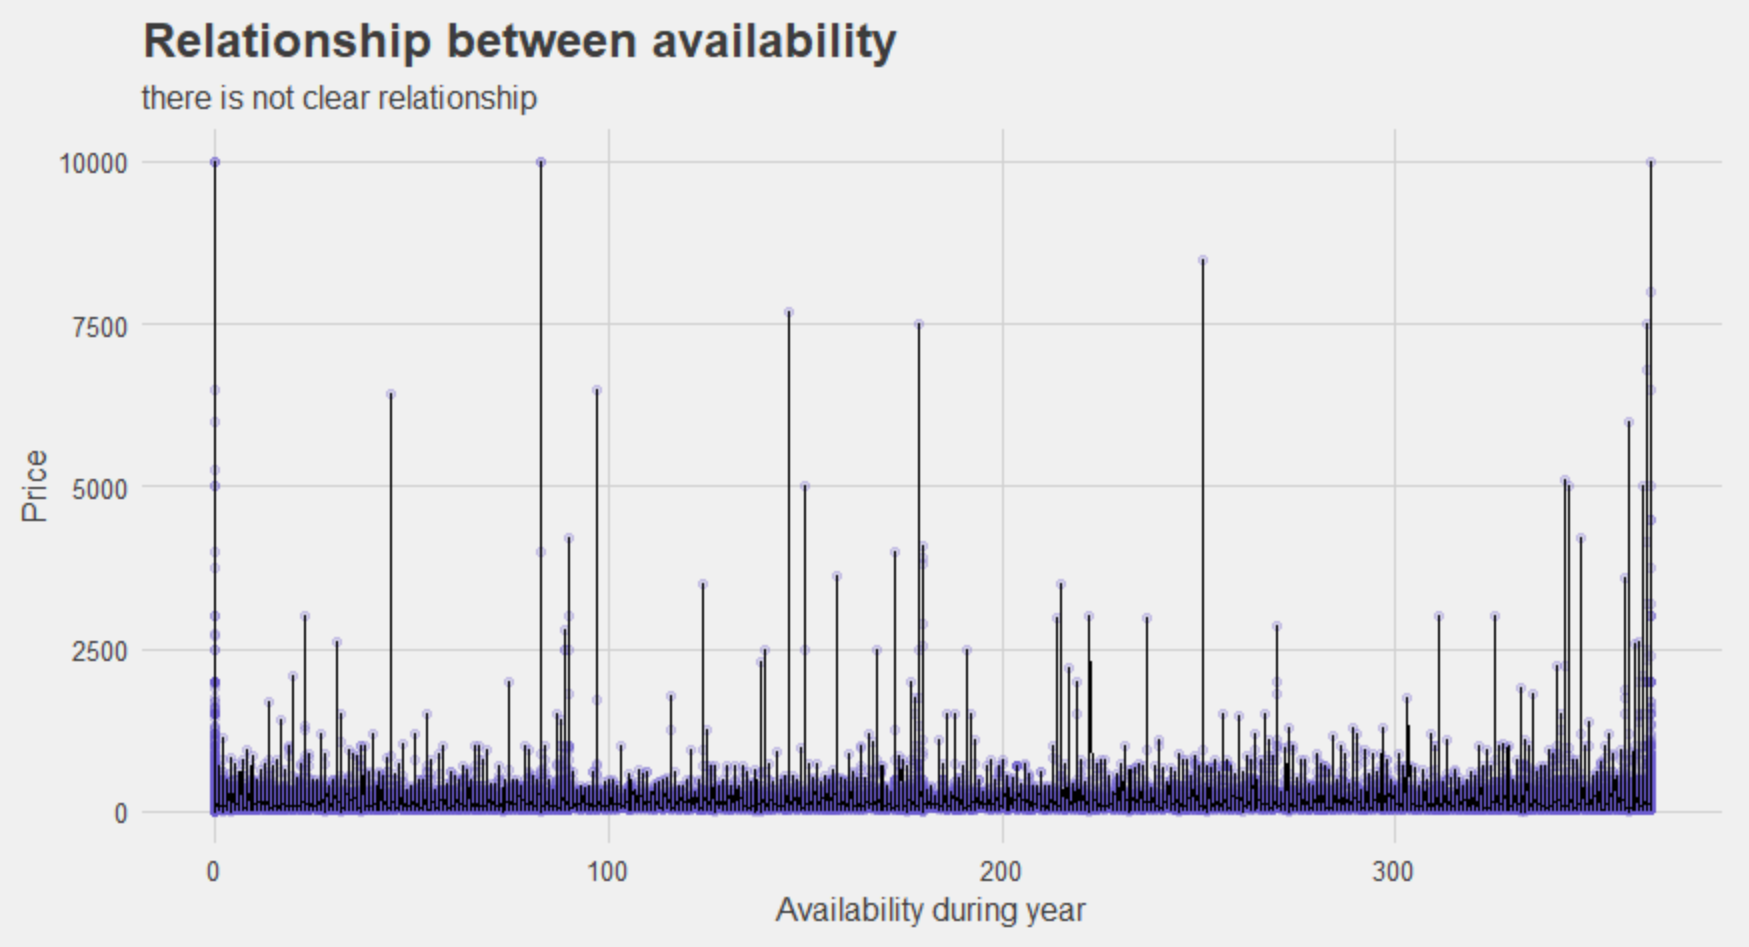 Relationship between availability
there is not clear relationship
10000
7500
5000
2500
0
Price
0 100 200 300
Availability during year